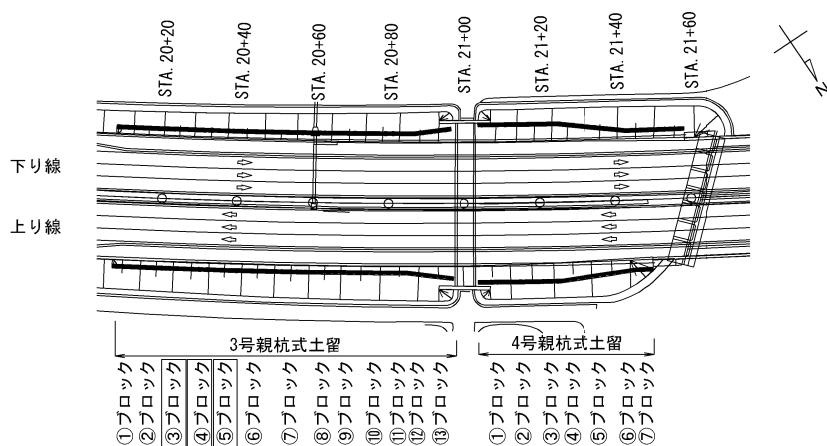 STA. 20+20
STA. 20+40
STA. 20+60
STA. 20+80
STA. 21+00
STA. 21+20
STA. 21+40
STA. 21+60
N
下り線
上り線
3号親杭式土留
4号親杭式土留
①ブロック
②ブロック
③ブロック
④ブロック
⑤ブロック
⑥ブロック
⑦ブロック
⑧ブロック
⑨ブロック
⑩ブロック
⑪ブロック
⑫ブロック
⑬ブロック
①ブロック
②ブロック
③ブロック
④ブロック
⑤ブロック
⑥ブロック
⑦ブロック